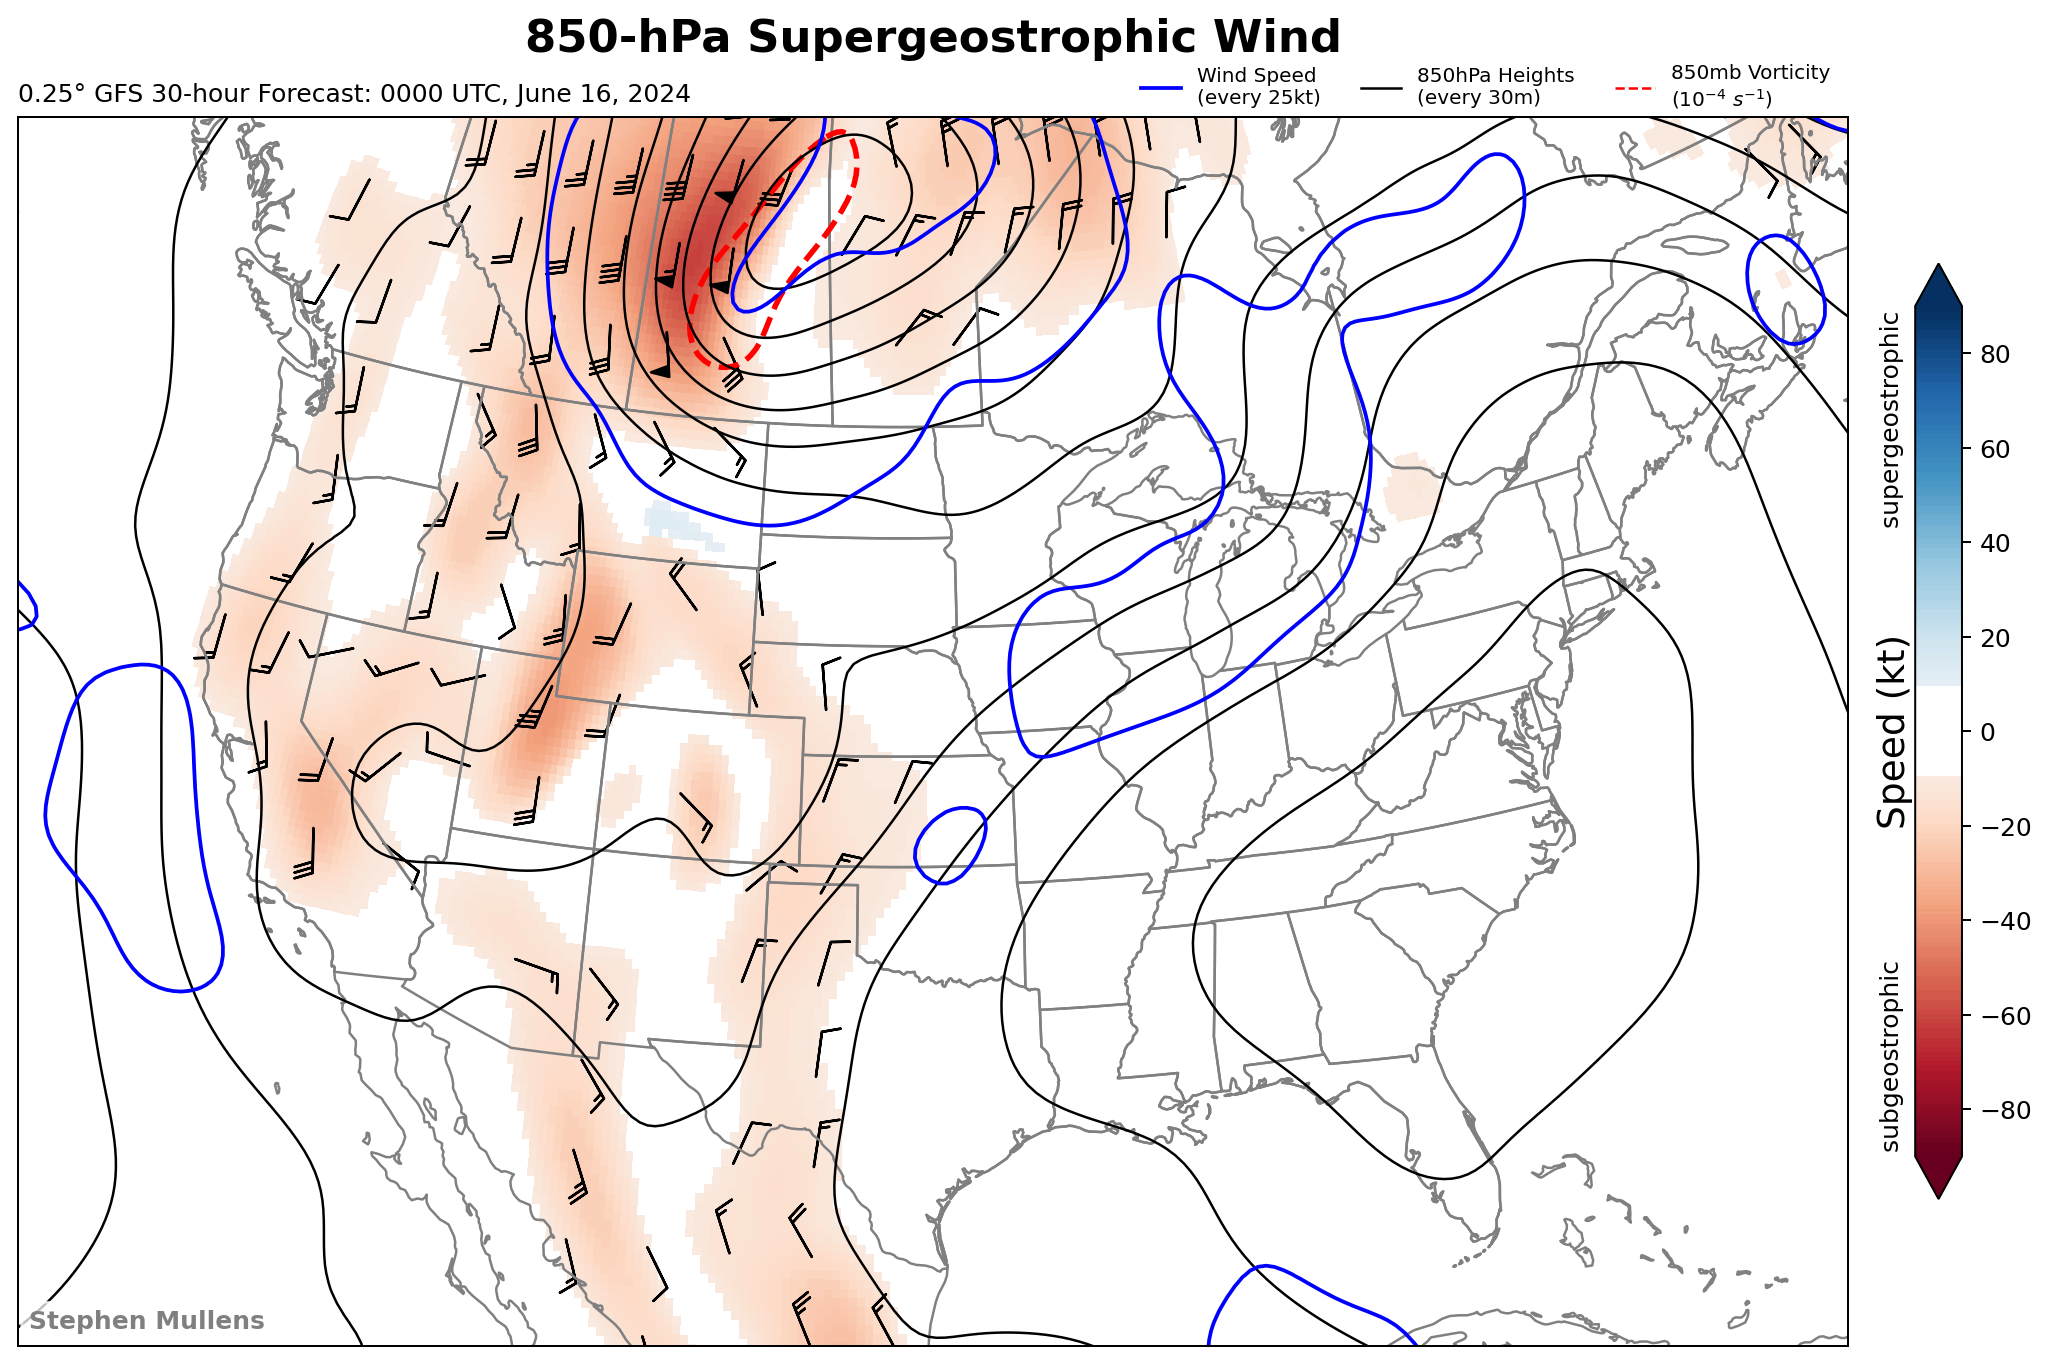 850-hPa Supergeostrophic Wind
0.25° GFS 30-hour Forecast: 0000 UTC, June 16, 2024
Wind Speed
(every 25kt)
850hPa Heights
(every 30m)
850mb Vorticity
(10⁻⁴ s⁻¹)
supergeostrophic
Speed (kt)
subgeostrophic
80
60
40
20
0
−20
−40
−60
−80
Stephen Mullens